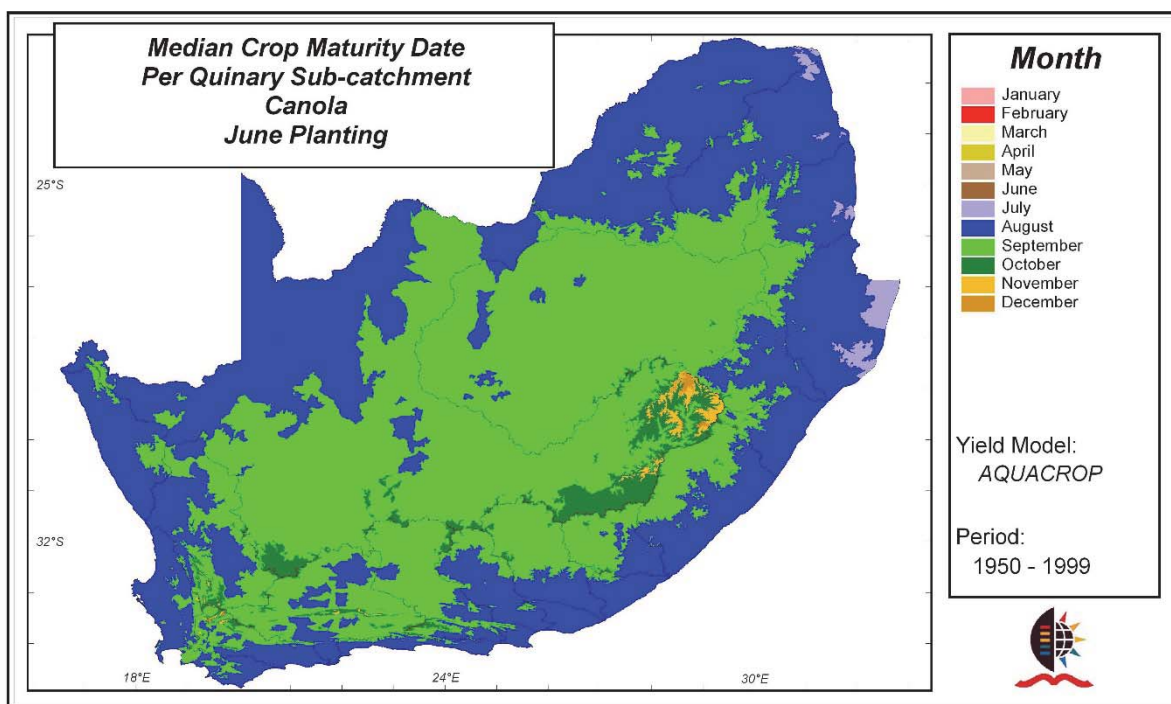 Median Crop Maturity Date
Per Quinary Sub-catchment
Canola
June Planting
Month
January
February
March
April
May
June
July
August
September
October
November
December
25°S
32°S
18°E
24°E
30°E
Yield Model:
AQUACROP
Period:
1950 - 1999